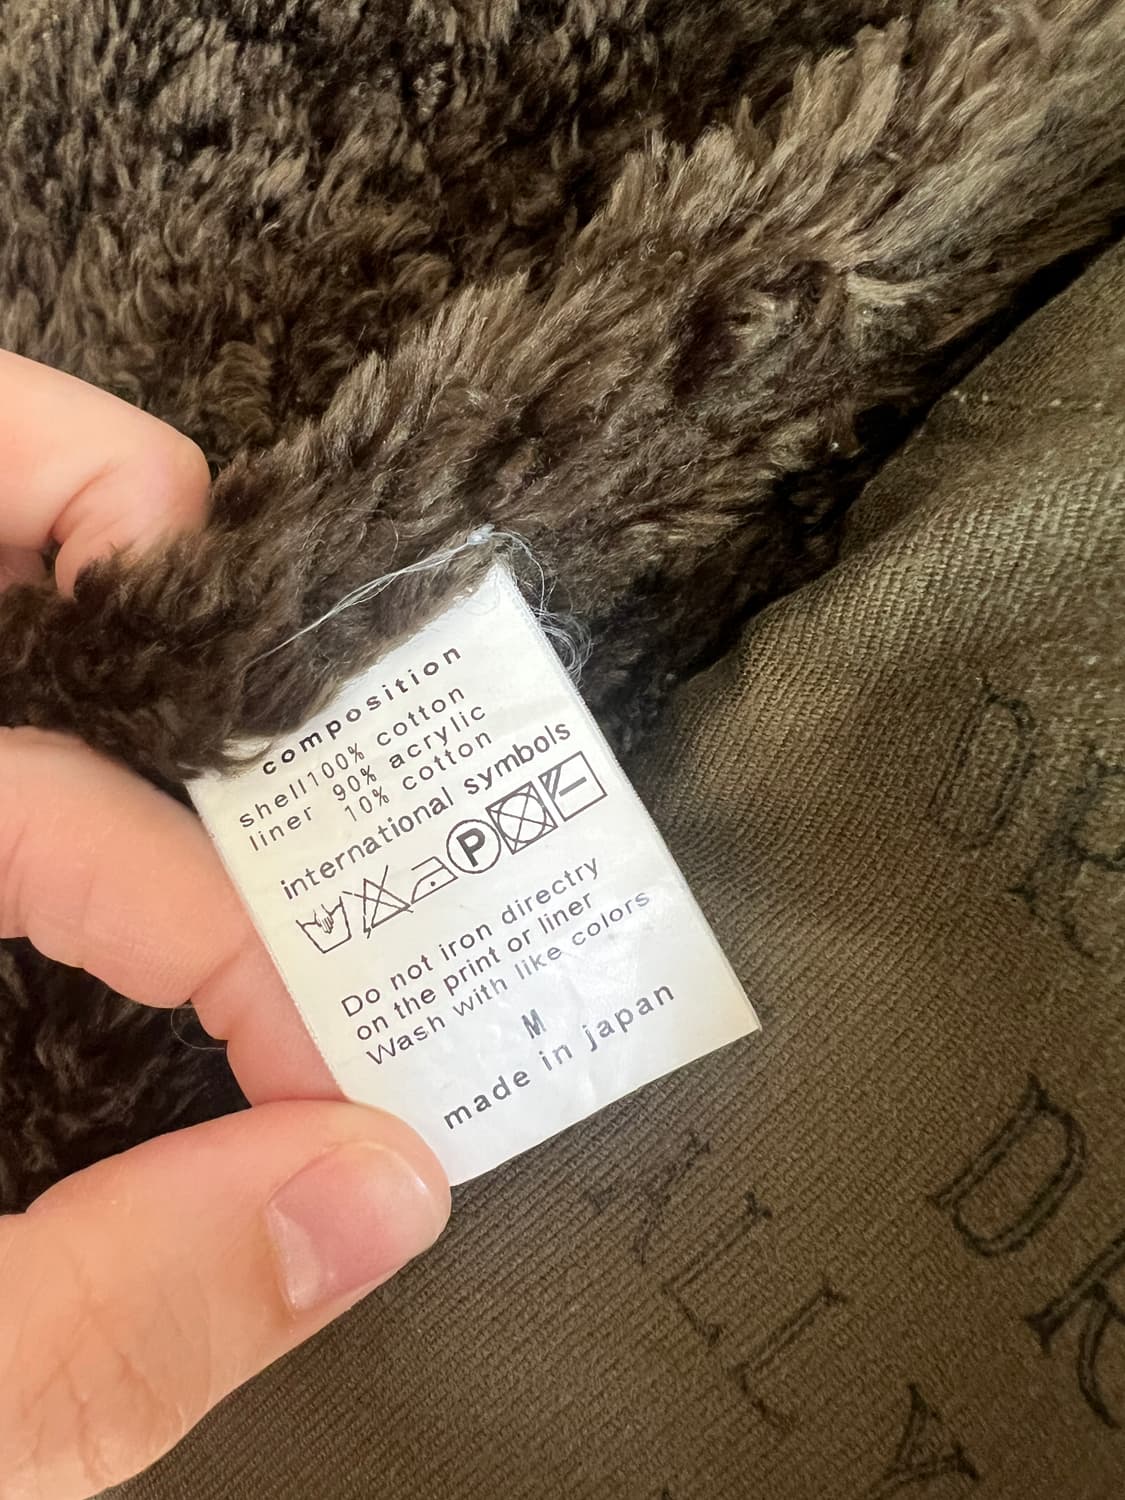 composition
shell100% cotton
liner 90% acrylic
10% cotton
international symbols
P
Do not iron directry
on the print or liner
Wash with like colors
M
made in japan
D
DR
A